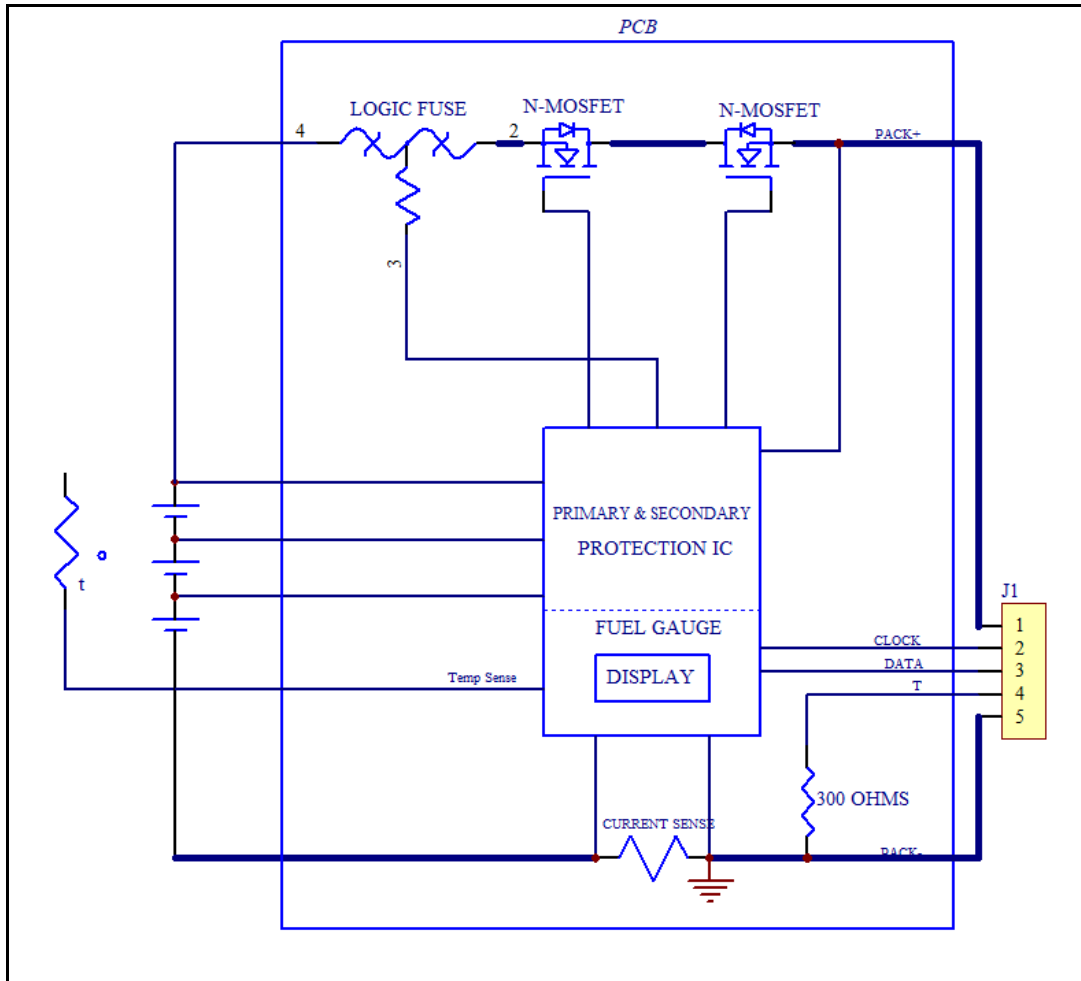 PCB
LOGIC FUSE
N-MOSFET
N-MOSFET
4
2
PACK+
3
PRIMARY & SECONDARY
PROTECTION IC
t
J1
FUEL GAUGE
1
CLOCK
2
DATA
3
Temp Sense
DISPLAY
T
4
5
300 OHMS
CURRENT SENSE
PACK-